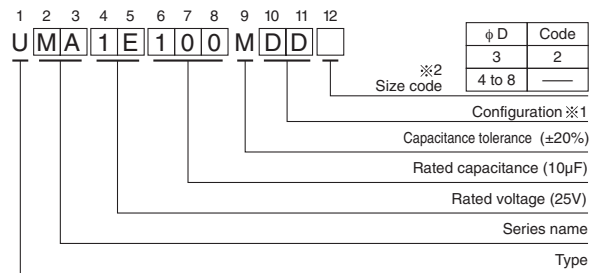 1 2 3 4 5 6 7 8 9 10 11 12
U M A 1 E 1 0 0 M D D
φ D Code
3 2
4 to 8 ——
※2
Size code
Configuration ※1
Capacitance tolerance (±20%)
Rated capacitance (10µF)
Rated voltage (25V)
Series name
Type